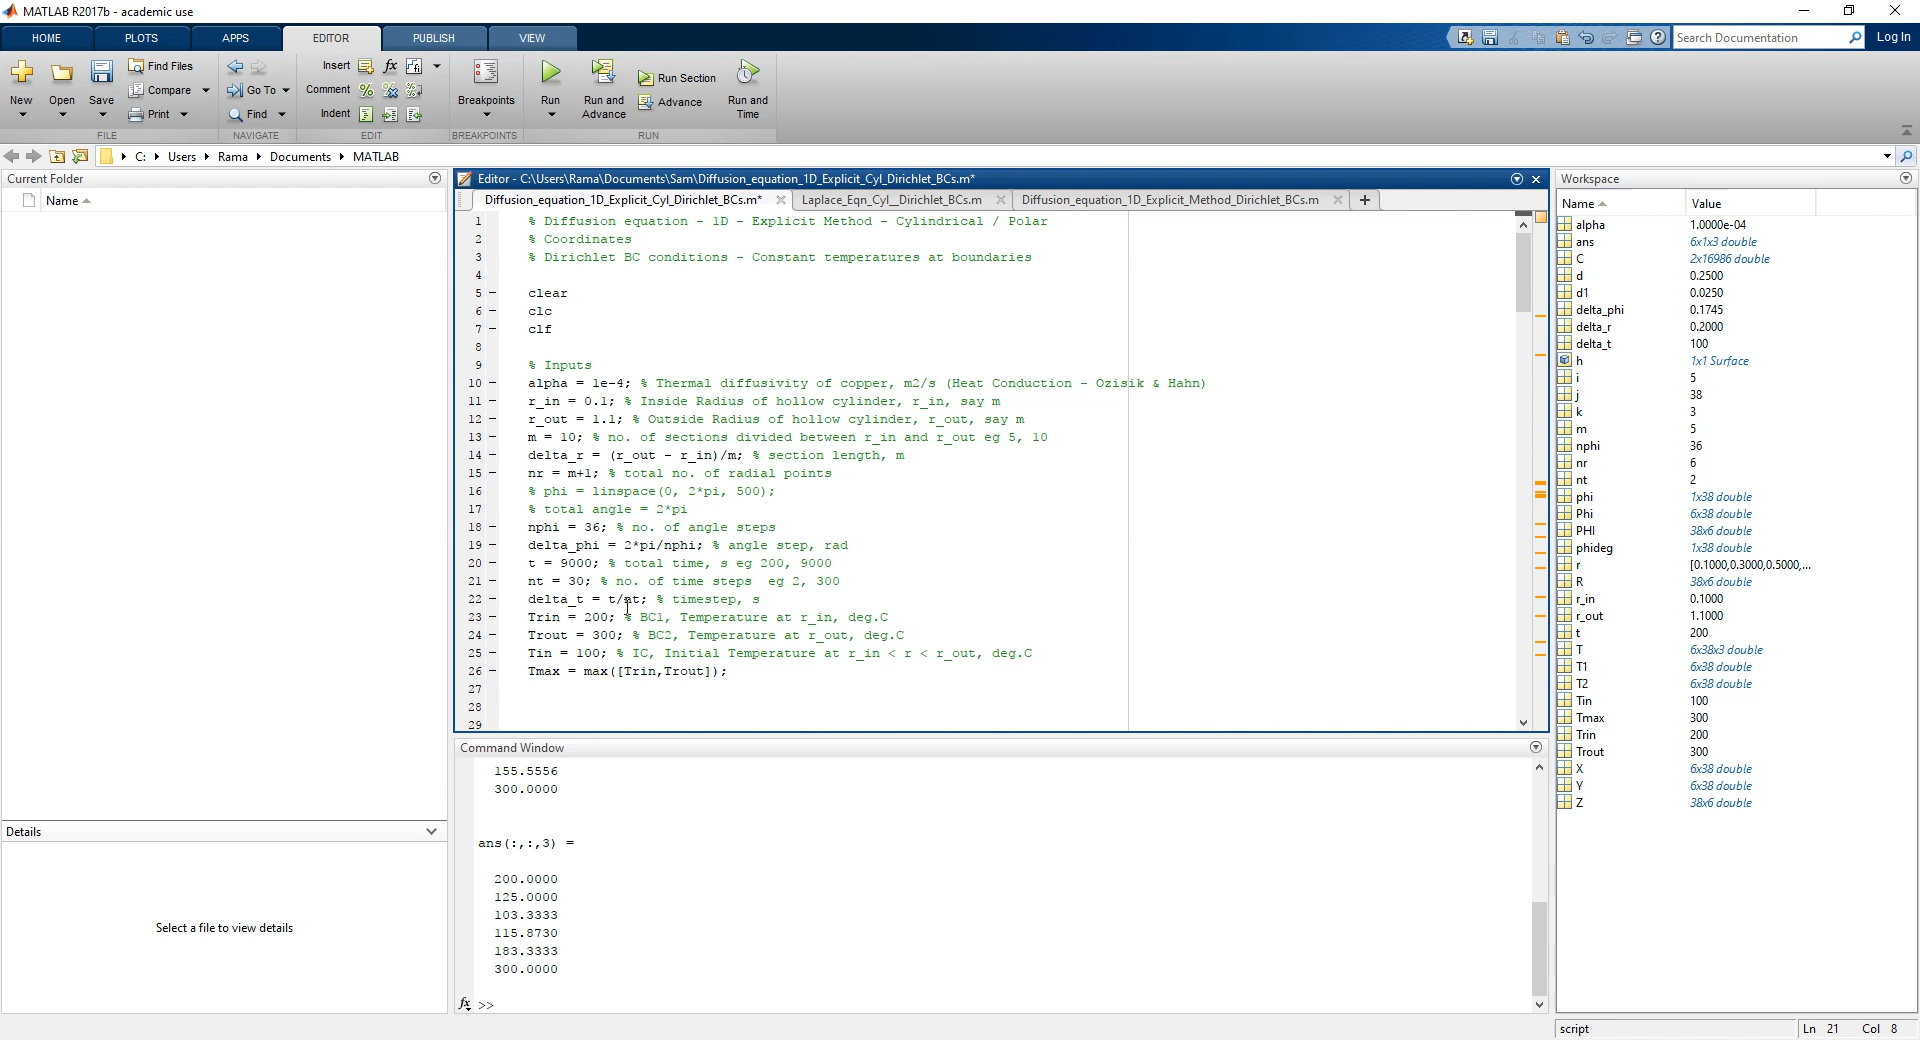 MATLAB R2017b - academic use
HOME PLOTS APPS EDITOR PUBLISH VIEW
Search Documentation
Log In
New
Open
Save
Find Files
Compare
Print
FILE
Go To
Find
NAVIGATE
Insert fx
Comment
Indent
EDIT
Breakpoints
BREAKPOINTS
Run
Run and Advance
Run Section
Advance
Run and Time
RUN
C: Users Rama Documents MATLAB
Current Folder
Name
Details
Select a file to view details
Editor - C:\Users\Rama\Documents\Sam\Diffusion_equation_1D_Explicit_Cyl_Dirichlet_BCs.m*
Diffusion_equation_1D_Explicit_Cyl_Dirichlet_BCs.m* Laplace_Eqn_Cyl__Dirichlet_BCs.m Diffusion_equation_1D_Explicit_Method_Dirichlet_BCs.m +
1 % Diffusion equation - 1D - Explicit Method - Cylindrical / Polar
2 % Coordinates
3 % Dirichlet BC conditions - Constant temperatures at boundaries
4
5 - clear
6 - clc
7 - clf
8
9 % Inputs
10 - alpha = 1e-4; % Thermal diffusivity of copper, m2/s (Heat Conduction - Ozisik & Hahn)
11 - r_in = 0.1; % Inside Radius of hollow cylinder, r_in, say m
12 - r_out = 1.1; % Outside Radius of hollow cylinder, r_out, say m
13 - m = 10; % no. of sections divided between r_in and r_out eg 5, 10
14 - delta_r = (r_out - r_in)/m; % section length, m
15 - nr = m+1; % total no. of radial points
16 % phi = linspace(0, 2*pi, 500);
17 % total angle = 2*pi
18 - nphi = 36; % no. of angle steps
19 - delta_phi = 2*pi/nphi; % angle step, rad
20 - t = 9000; % total time, s eg 200, 9000
21 - nt = 30; % no. of time steps  eg 2, 300
22 - delta_t = t/nt; % timestep, s
23 - Trin = 200; % BC1, Temperature at r_in, deg.C
24 - Trout = 300; % BC2, Temperature at r_out, deg.C
25 - Tin = 100; % IC, Initial Temperature at r_in < r < r_out, deg.C
26 - Tmax = max([Trin,Trout]);
27
28
29
Command Window
155.5556
300.0000
ans(:,:,3) =
200.0000
125.0000
103.3333
115.8730
183.3333
300.0000
fx >>
Workspace
Name Value
alpha 1.0000e-04
ans 6x1x3 double
C 2x16986 double
d 0.2500
d1 0.0250
delta_phi 0.1745
delta_r 0.2000
delta_t 100
h 1x1 Surface
i 5
j 38
k 3
m 5
nphi 36
nr 6
nt 2
phi 1x38 double
Phi 6x38 double
PHI 38x6 double
phideg 1x38 double
r [0.1000,0.3000,0.5000,...
R 38x6 double
r_in 0.1000
r_out 1.1000
t 200
T 6x38x3 double
T1 6x38 double
T2 6x38 double
Tin 100
Tmax 300
Trin 200
Trout 300
X 6x38 double
Y 6x38 double
Z 38x6 double
script Ln 21 Col 8